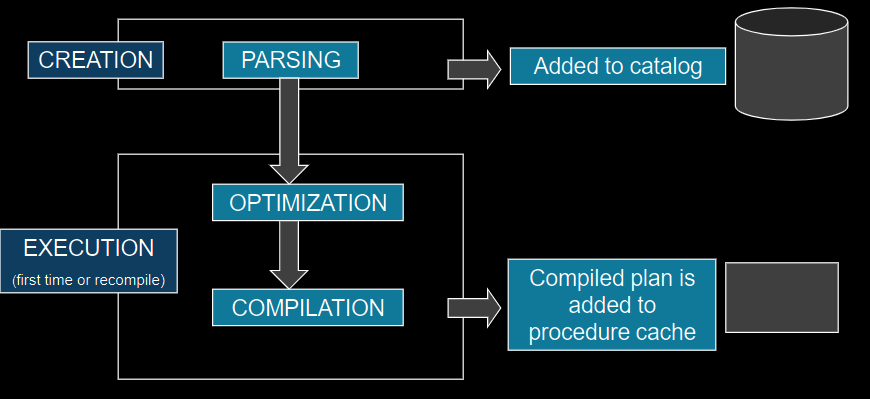 CREATION
PARSING
Added to catalog
OPTIMIZATION
EXECUTION
(first time or recompile)
COMPILATION
Compiled plan is
added to
procedure cache